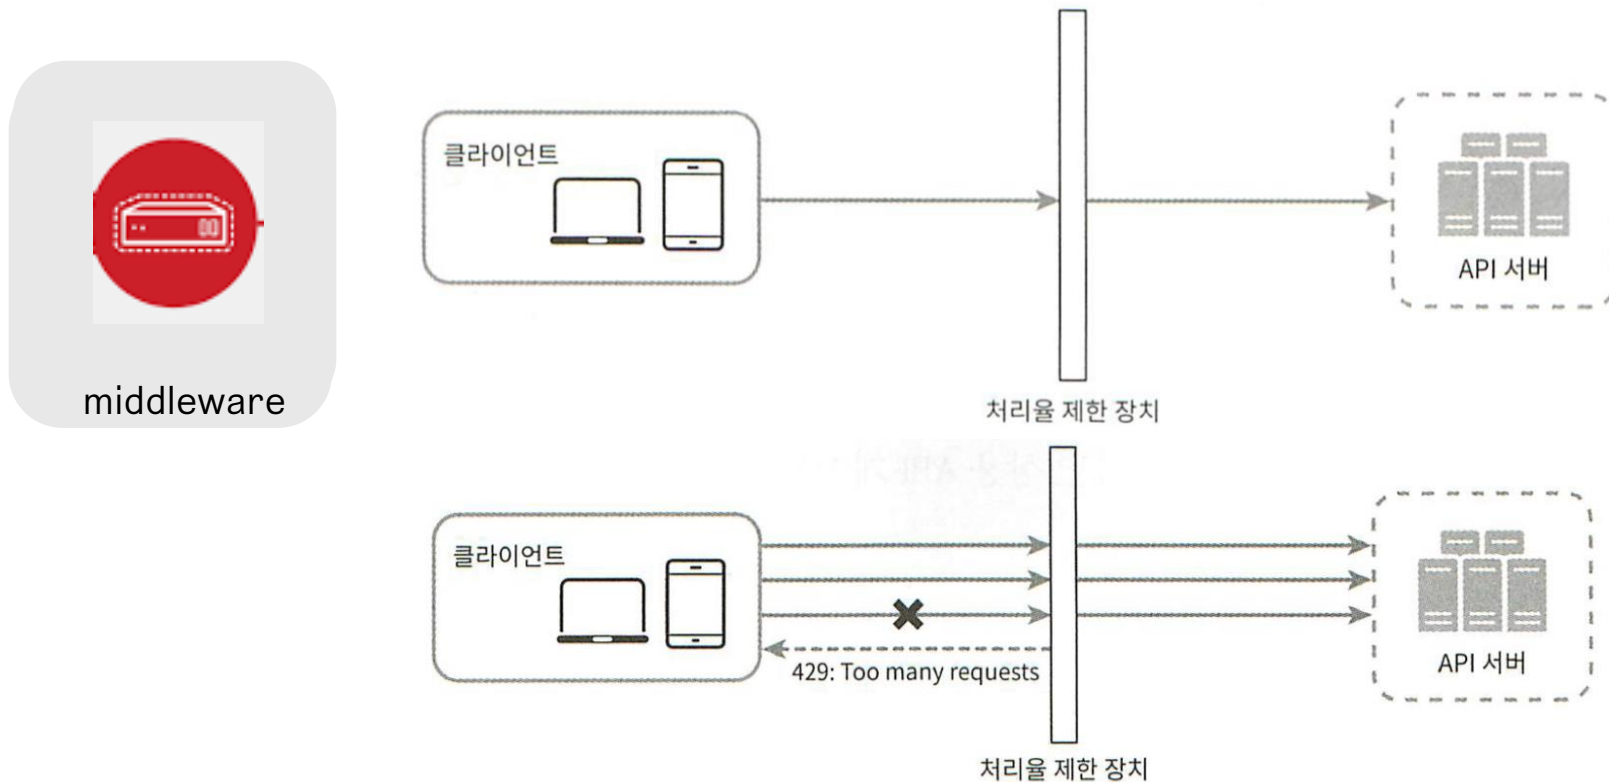 middleware
클라이언트
API 서버
처리율 제한 장치
클라이언트
429: Too many requests
API 서버
처리율 제한 장치